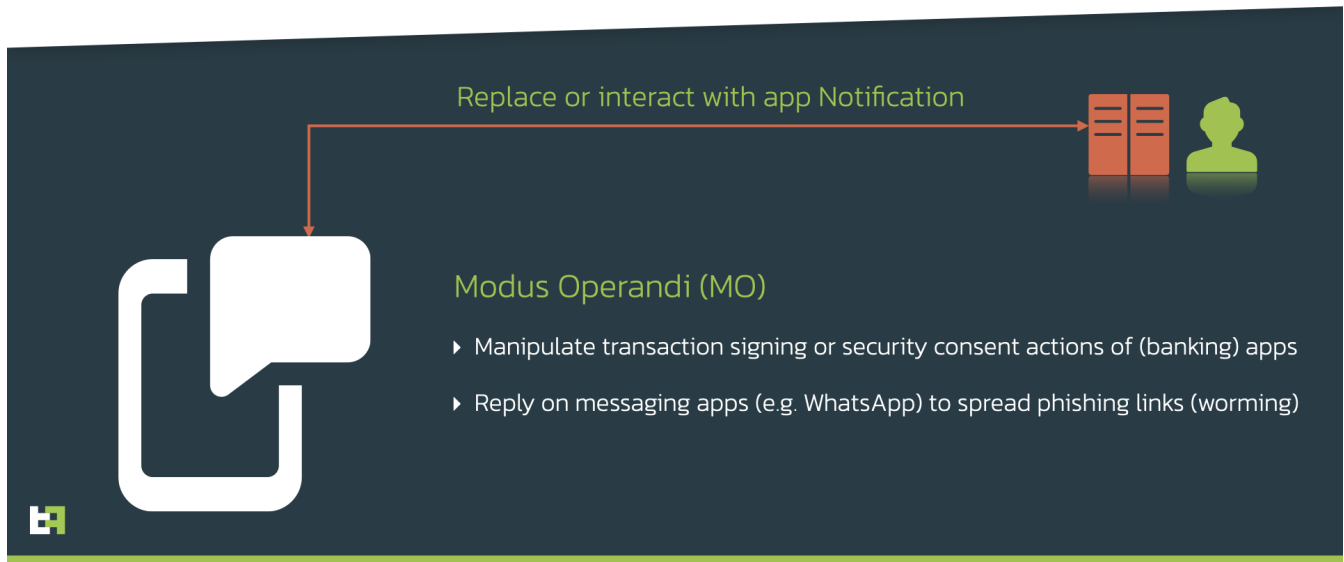 Replace or interact with app Notification
Modus Operandi (MO)
Manipulate transaction signing or security consent actions of (banking) apps
Reply on messaging apps (e.g. WhatsApp) to spread phishing links (worming)